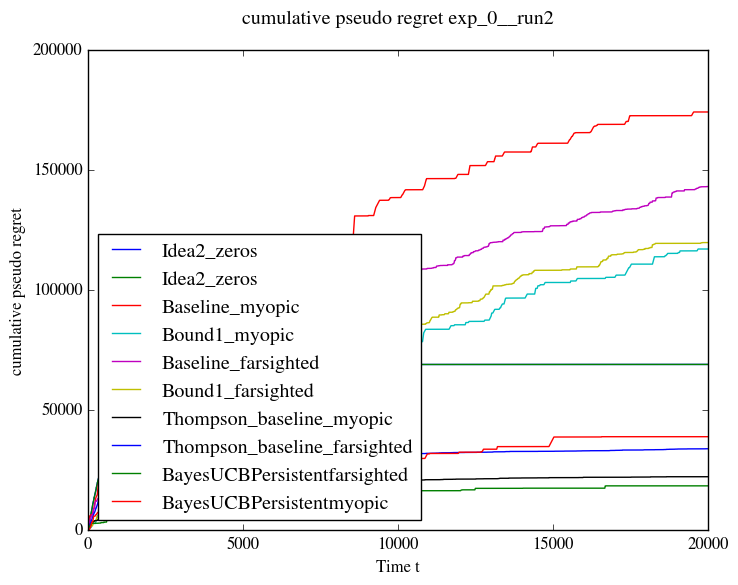 cumulative pseudo regret exp_0__run2
200000
150000
100000
50000
0
cumulative pseudo regret
Idea2_zeros
Idea2_zeros
Baseline_myopic
Bound1_myopic
Baseline_farsighted
Bound1_farsighted
Thompson_baseline_myopic
Thompson_baseline_farsighted
BayesUCBPersistentfarsighted
BayesUCBPersistentmyopic
0 5000 10000 15000 20000
Time t